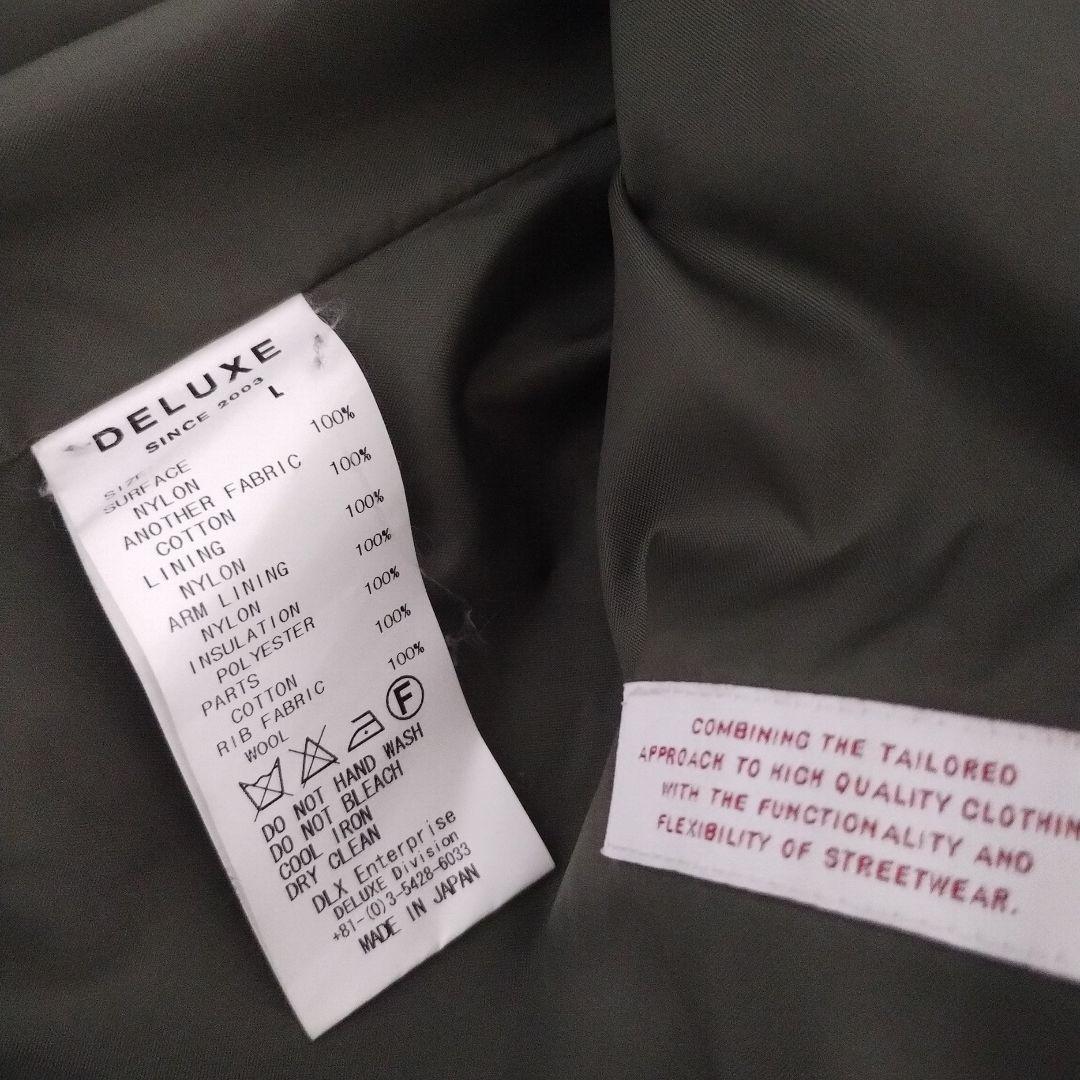 DELUXE
SINCE 2003
SIZE L
SURFACE
NYLON 100%
ANOTHER FABRIC
COTTON 100%
LINING
NYLON 100%
ARM LINING
NYLON 100%
INSULATION
POLYESTER 100%
PARTS
COTTON 100%
RIB FABRIC
WOOL 100%
F
DO NOT HAND WASH
DO NOT BLEACH
COOL IRON
DRY CLEAN
DLX Enterprise
DELUXE Division
+81-(0)3-5428-6033
MADE IN JAPAN
COMBINING THE TAILORED
APPROACH TO HIGH QUALITY CLOTHIN
WITH THE FUNCTIONALITY AND
FLEXIBILITY OF STREETWEAR.